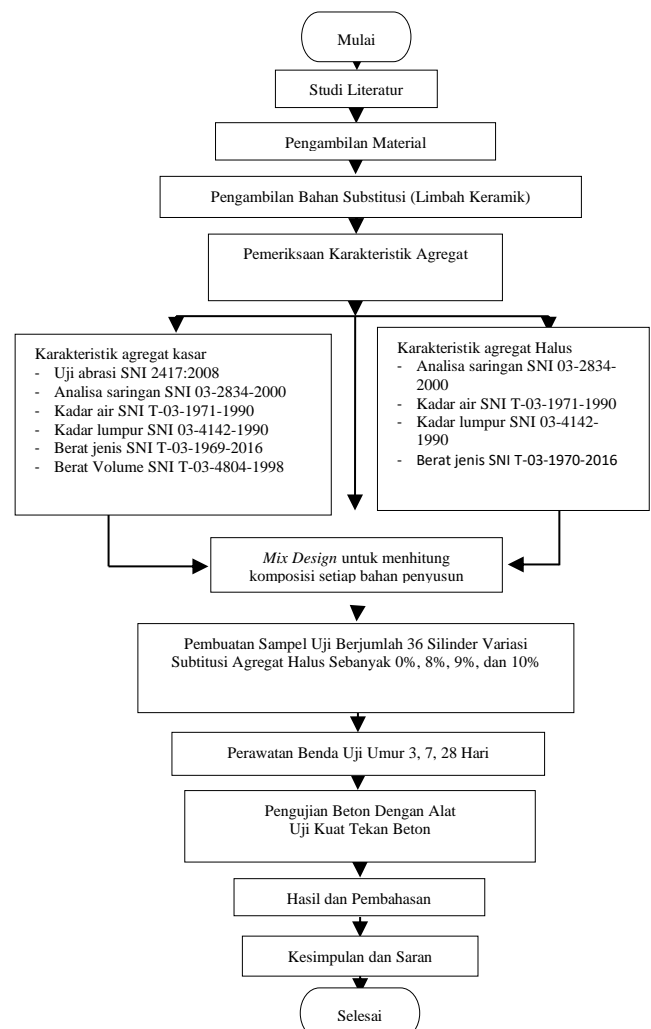 Mulai
Studi Literatur
Pengambilan Material
Pengambilan Bahan Substitusi (Limbah Keramik)
Pemeriksaan Karakteristik Agregat
Karakteristik agregat kasar
- Uji abrasi SNI 2417:2008
- Analisa saringan SNI 03-2834-2000
- Kadar air SNI T-03-1971-1990
- Kadar lumpur SNI 03-4142-1990
- Berat jenis SNI T-03-1969-2016
- Berat Volume SNI T-03-4804-1998
Karakteristik agregat Halus
- Analisa saringan SNI 03-2834-
2000
- Kadar air SNI T-03-1971-1990
- Kadar lumpur SNI 03-4142-
1990
- Berat jenis SNI T-03-1970-2016
Mix Design untuk menhitung
komposisi setiap bahan penyusun
Pembuatan Sampel Uji Berjumlah 36 Silinder Variasi
Subtitusi Agregat Halus Sebanyak 0%, 8%, 9%, dan 10%
Perawatan Benda Uji Umur 3, 7, 28 Hari
Pengujian Beton Dengan Alat
Uji Kuat Tekan Beton
Hasil dan Pembahasan
Kesimpulan dan Saran
Selesai